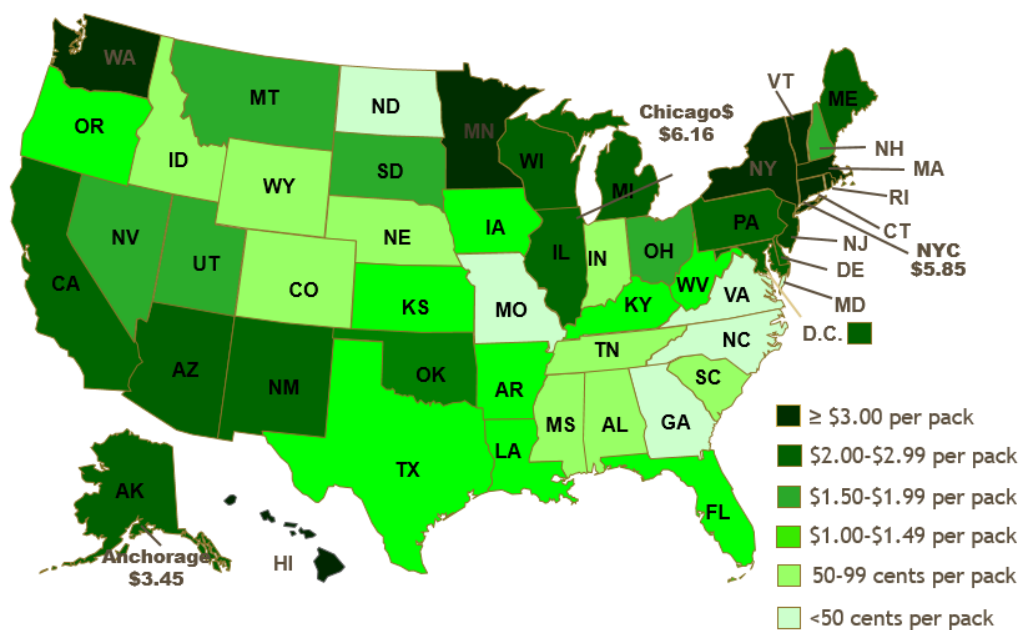 WA
MT
ND
MN
OR
ID
WY
SD
WI
MI
Chicago$
$6.16
VT
ME
NY
NH
MA
RI
CT
NYC
$5.85
NJ
DE
MD
D.C.
PA
NV
UT
CA
CO
NE
IA
IL
IN
OH
WV
VA
KY
KS
MO
NC
TN
SC
AZ
NM
OK
AR
MS
AL
GA
TX
LA
FL
AK
Anchorage
$3.45
HI
≥ $3.00 per pack
$2.00-$2.99 per pack
$1.50-$1.99 per pack
$1.00-$1.49 per pack
50-99 cents per pack
<50 cents per pack